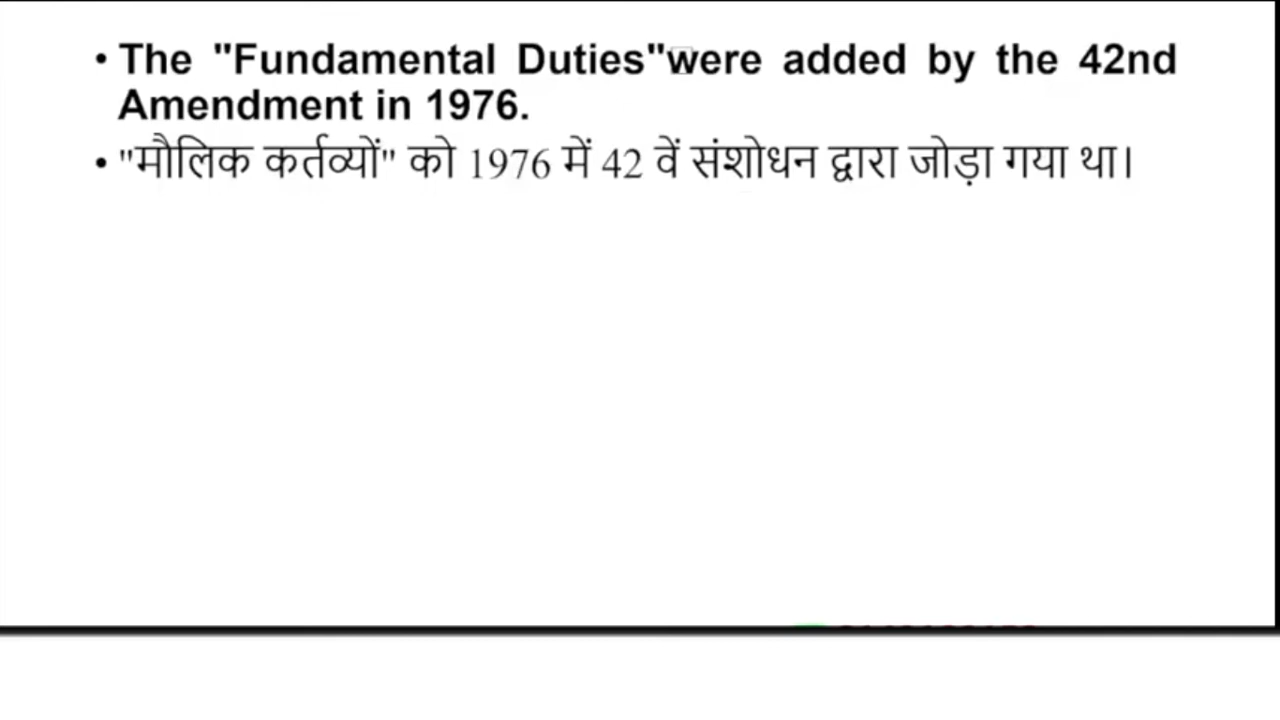 • The "Fundamental Duties"were added by the 42nd
Amendment in 1976.
• "मौलिक कर्तव्यों" को 1976 में 42 वें संशोधन द्वारा जोड़ा गया था।